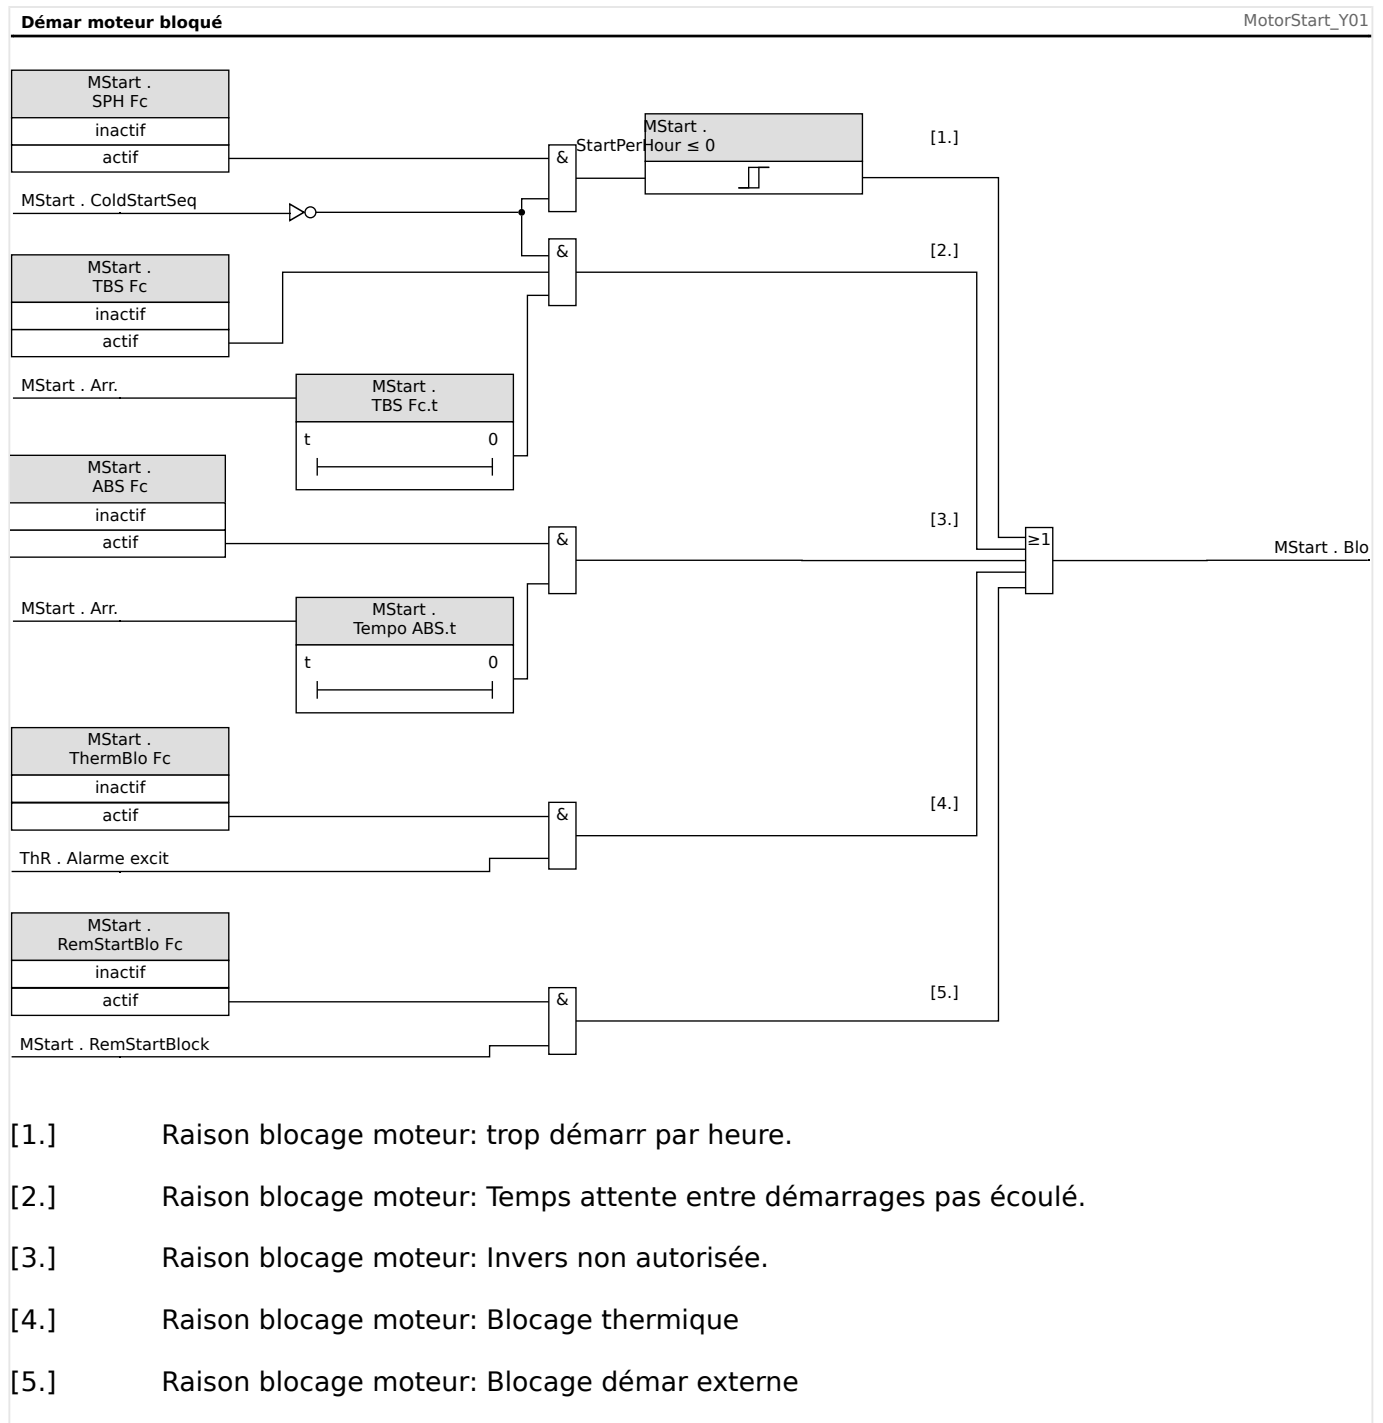 Démar moteur bloqué
MotorStart_Y01
MStart .
SPH Fc
inactif
actif
MStart . ColdStartSeq
&
MStart .
StartPerHour ≤ 0
[1.]
MStart .
TBS Fc
inactif
actif
&
[2.]
MStart . Arr.
MStart .
TBS Fc.t
t 0
MStart .
ABS Fc
inactif
actif
&
[3.]
≥1
MStart . Blo
MStart . Arr.
MStart .
Tempo ABS.t
t 0
MStart .
ThermBlo Fc
inactif
actif
&
[4.]
ThR . Alarme excit
MStart .
RemStartBlo Fc
inactif
actif
&
[5.]
MStart . RemStartBlock
[1.] Raison blocage moteur: trop démarr par heure.
[2.] Raison blocage moteur: Temps attente entre démarrages pas écoulé.
[3.] Raison blocage moteur: Invers non autorisée.
[4.] Raison blocage moteur: Blocage thermique
[5.] Raison blocage moteur: Blocage démar externe